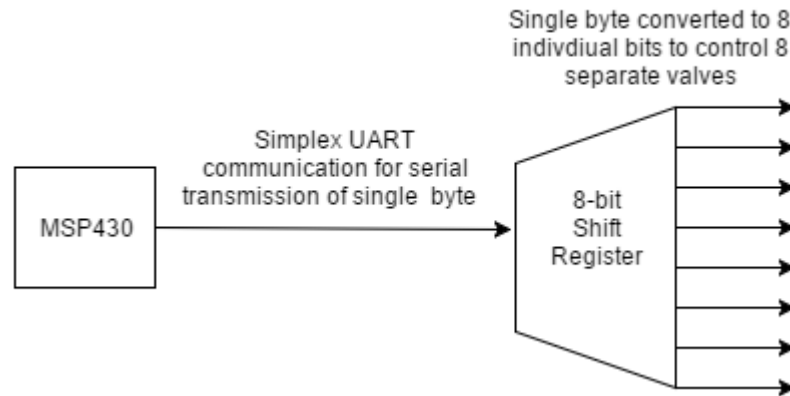 Single byte converted to 8
indivdiual bits to control 8
separate valves
Simplex UART
communication for serial
transmission of single byte
MSP430
8-bit
Shift
Register